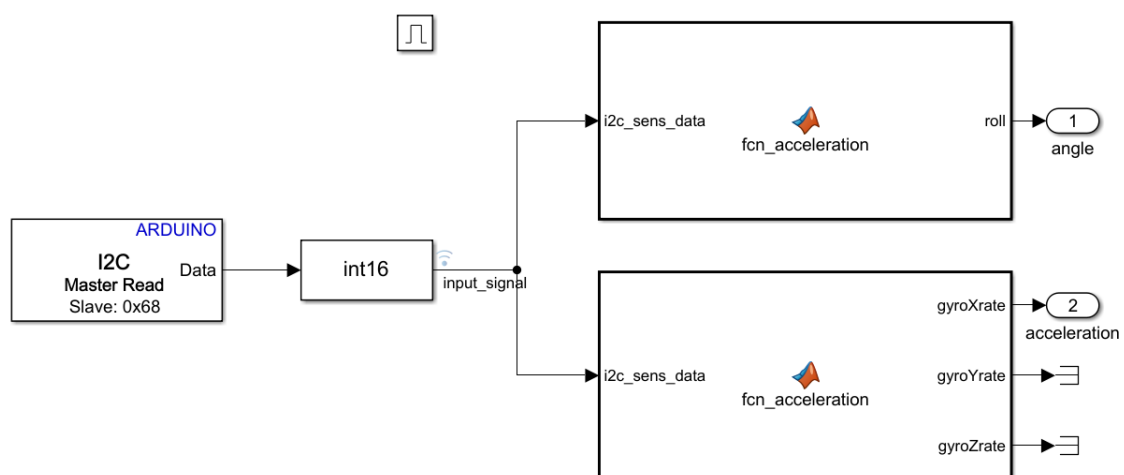 ARDUINO
I2C
Master Read
Slave: 0x68
Data
int16
input_signal
i2c_sens_data
fcn_acceleration
roll
1
angle
i2c_sens_data
fcn_acceleration
gyroXrate
2
acceleration
gyroYrate
gyroZrate